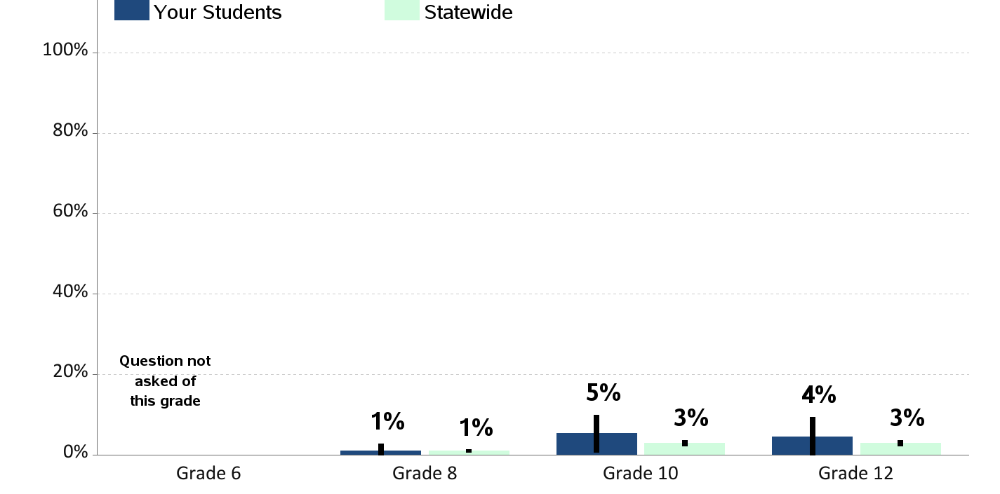 Your Students
Statewide
100%
80%
60%
40%
20%
0%
Question not
asked of
this grade
1%
1%
5%
3%
4%
3%
Grade 6
Grade 8
Grade 10
Grade 12